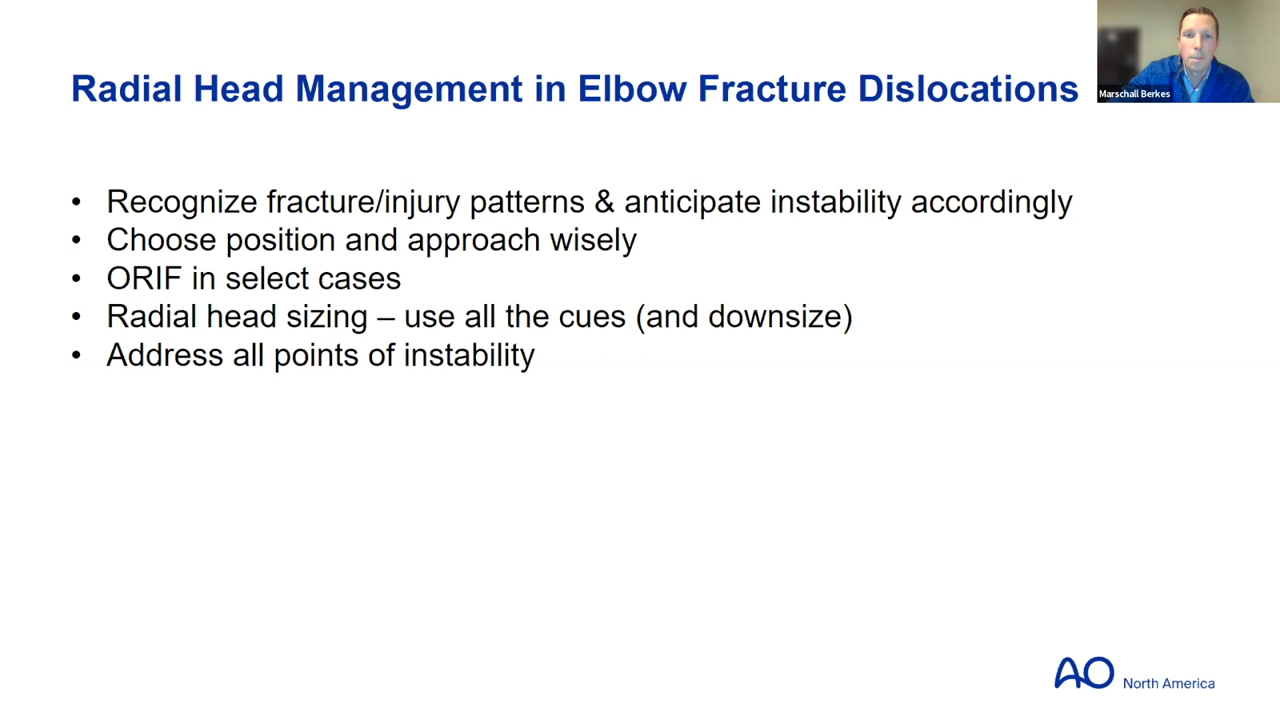 Radial Head Management in Elbow Fracture Dislocations
Marschall Berkes
• Recognize fracture/injury patterns & anticipate instability accordingly
• Choose position and approach wisely
• ORIF in select cases
• Radial head sizing – use all the cues (and downsize)
• Address all points of instability
AO North America